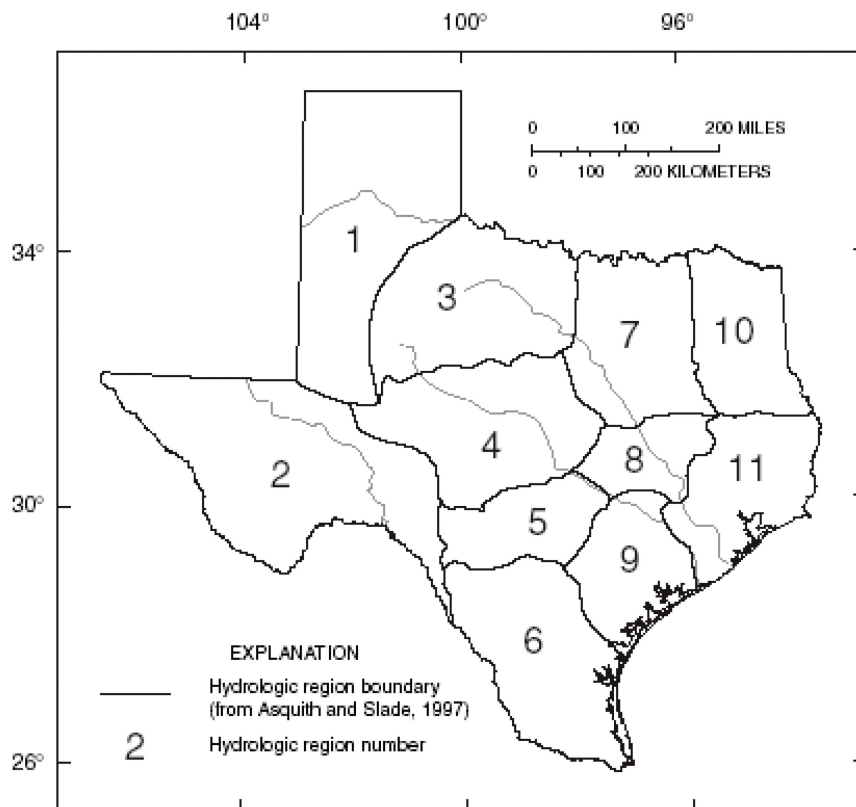 104° 100° 96°
0 100 200 MILES
0 100 200 KILOMETERS
34°
1
3
7
10
2
4
8
11
30°
5
9
6
EXPLANATION
Hydrologic region boundary
(from Asquith and Slade, 1997)
2 Hydrologic region number
26°